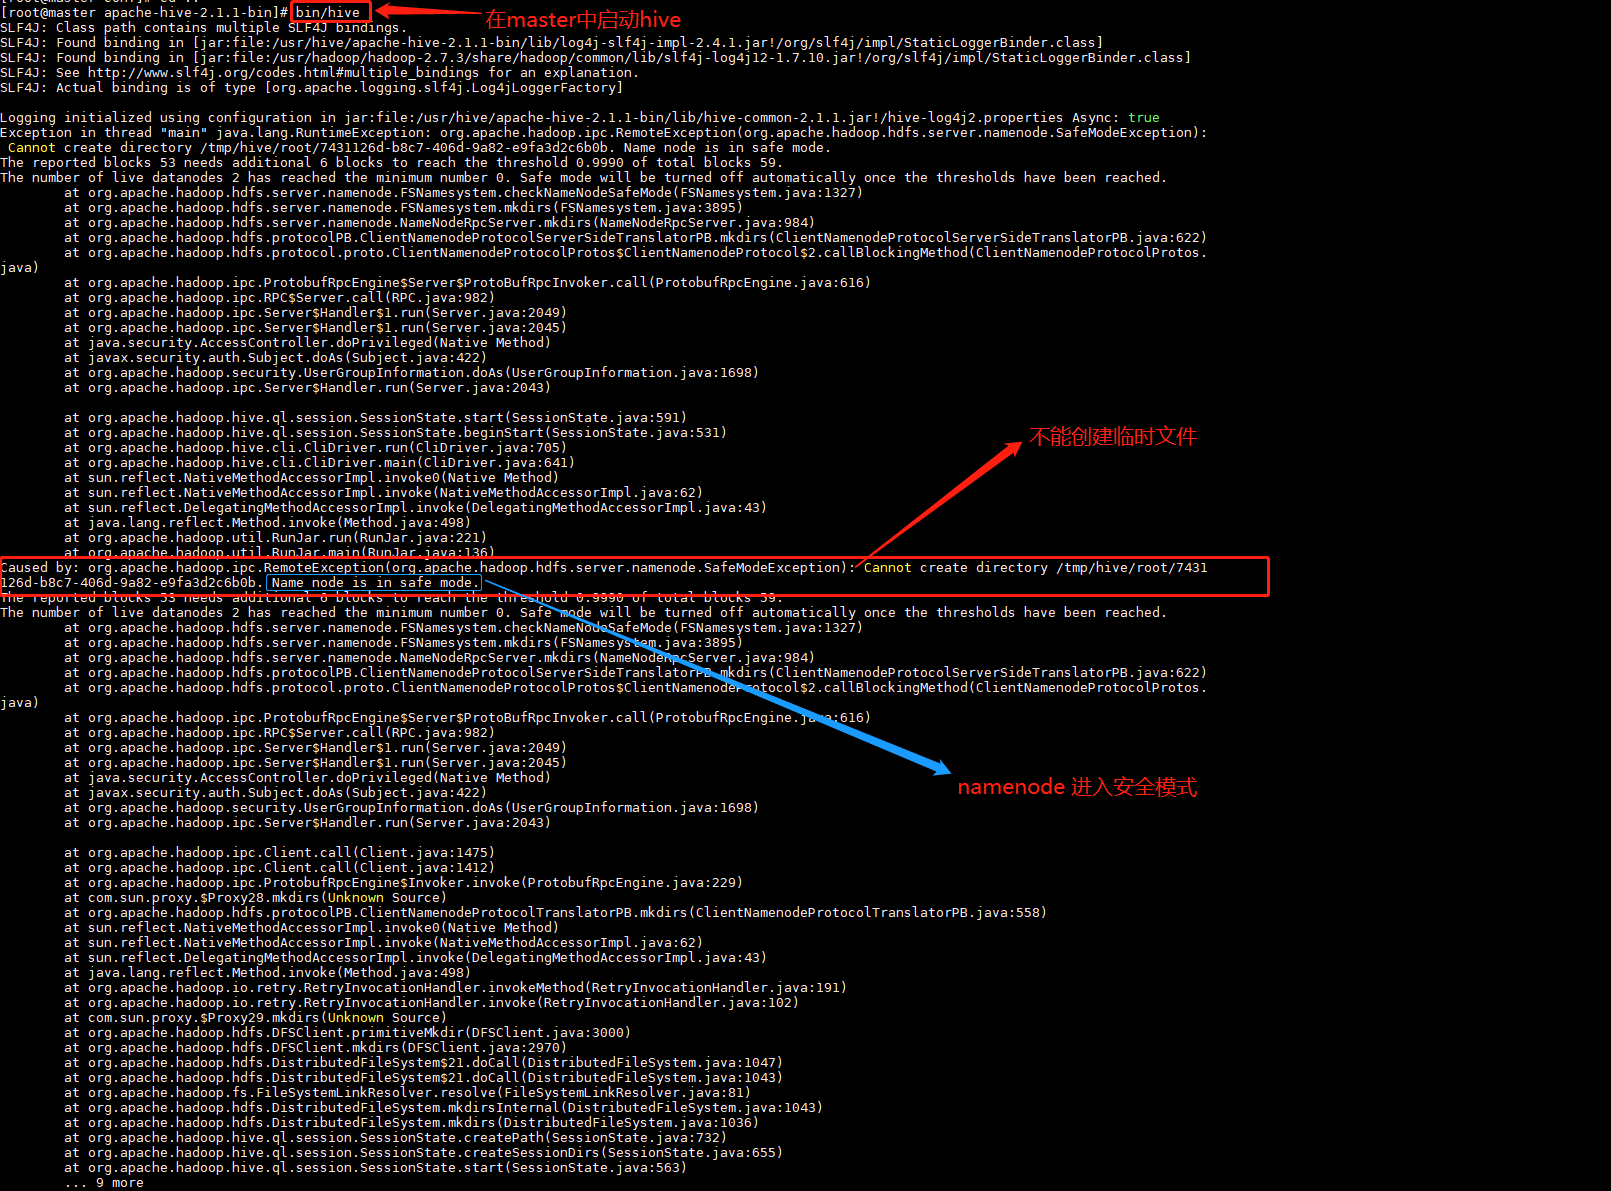 [root@master apache-hive-2.1.1-bin]# bin/hive
在master中启动hive
SLF4J: Class path contains multiple SLF4J bindings.
SLF4J: Found binding in [jar:file:/usr/hive/apache-hive-2.1.1-bin/lib/log4j-slf4j-impl-2.4.1.jar!/org/slf4j/impl/StaticLoggerBinder.class]
SLF4J: Found binding in [jar:file:/usr/hadoop/hadoop-2.7.3/share/hadoop/common/lib/slf4j-log4j12-1.7.10.jar!/org/slf4j/impl/StaticLoggerBinder.class]
SLF4J: See http://www.slf4j.org/codes.html#multiple_bindings for an explanation.
SLF4J: Actual binding is of type [org.apache.logging.slf4j.Log4jLoggerFactory]
Logging initialized using configuration in jar:file:/usr/hive/apache-hive-2.1.1-bin/lib/hive-common-2.1.1.jar!/hive-log4j2.properties Async: true
Exception in thread "main" java.lang.RuntimeException: org.apache.hadoop.ipc.RemoteException(org.apache.hadoop.hdfs.server.namenode.SafeModeException):
Cannot create directory /tmp/hive/root/7431126d-b8c7-406d-9a82-e9fa3d2c6b0b. Name node is in safe mode.
The reported blocks 53 needs additional 6 blocks to reach the threshold 0.9990 of total blocks 59.
The number of live datanodes 2 has reached the minimum number 0. Safe mode will be turned off automatically once the thresholds have been reached.
at org.apache.hadoop.hdfs.server.namenode.FSNamesystem.checkNameNodeSafeMode(FSNamesystem.java:1327)
at org.apache.hadoop.hdfs.server.namenode.FSNamesystem.mkdirs(FSNamesystem.java:3895)
at org.apache.hadoop.hdfs.server.namenode.NameNodeRpcServer.mkdirs(NameNodeRpcServer.java:984)
at org.apache.hadoop.hdfs.protocolPB.ClientNamenodeProtocolServerSideTranslatorPB.mkdirs(ClientNamenodeProtocolServerSideTranslatorPB.java:622)
at org.apache.hadoop.hdfs.protocol.proto.ClientNamenodeProtocolProtos$ClientNamenodeProtocol$2.callBlockingMethod(ClientNamenodeProtocolProtos.
java)
at org.apache.hadoop.ipc.ProtobufRpcEngine$Server$ProtoBufRpcInvoker.call(ProtobufRpcEngine.java:616)
at org.apache.hadoop.ipc.RPC$Server.call(RPC.java:982)
at org.apache.hadoop.ipc.Server$Handler$1.run(Server.java:2049)
at org.apache.hadoop.ipc.Server$Handler$1.run(Server.java:2045)
at java.security.AccessController.doPrivileged(Native Method)
at javax.security.auth.Subject.doAs(Subject.java:422)
at org.apache.hadoop.security.UserGroupInformation.doAs(UserGroupInformation.java:1698)
at org.apache.hadoop.ipc.Server$Handler.run(Server.java:2043)
at org.apache.hadoop.hive.ql.session.SessionState.start(SessionState.java:591)
at org.apache.hadoop.hive.ql.session.SessionState.beginStart(SessionState.java:531)
不能创建临时文件
at org.apache.hadoop.hive.cli.CliDriver.run(CliDriver.java:705)
at org.apache.hadoop.hive.cli.CliDriver.main(CliDriver.java:641)
at sun.reflect.NativeMethodAccessorImpl.invoke0(Native Method)
at sun.reflect.NativeMethodAccessorImpl.invoke(NativeMethodAccessorImpl.java:62)
at sun.reflect.DelegatingMethodAccessorImpl.invoke(DelegatingMethodAccessorImpl.java:43)
at java.lang.reflect.Method.invoke(Method.java:498)
at org.apache.hadoop.util.RunJar.run(RunJar.java:221)
at org.apache.hadoop.util.RunJar.main(RunJar.java:136)
Caused by: org.apache.hadoop.ipc.RemoteException(org.apache.hadoop.hdfs.server.namenode.SafeModeException): Cannot create directory /tmp/hive/root/7431
126d-b8c7-406d-9a82-e9fa3d2c6b0b. Name node is in safe mode.
The reported blocks 53 needs additional 6 blocks to reach the threshold 0.9990 of total blocks 59.
The number of live datanodes 2 has reached the minimum number 0. Safe mode will be turned off automatically once the thresholds have been reached.
at org.apache.hadoop.hdfs.server.namenode.FSNamesystem.checkNameNodeSafeMode(FSNamesystem.java:1327)
at org.apache.hadoop.hdfs.server.namenode.FSNamesystem.mkdirs(FSNamesystem.java:3895)
at org.apache.hadoop.hdfs.server.namenode.NameNodeRpcServer.mkdirs(NameNodeRpcServer.java:984)
at org.apache.hadoop.hdfs.protocolPB.ClientNamenodeProtocolServerSideTranslatorPB.mkdirs(ClientNamenodeProtocolServerSideTranslatorPB.java:622)
at org.apache.hadoop.hdfs.protocol.proto.ClientNamenodeProtocolProtos$ClientNamenodeProtocol$2.callBlockingMethod(ClientNamenodeProtocolProtos.
java)
at org.apache.hadoop.ipc.ProtobufRpcEngine$Server$ProtoBufRpcInvoker.call(ProtobufRpcEngine.java:616)
at org.apache.hadoop.ipc.RPC$Server.call(RPC.java:982)
at org.apache.hadoop.ipc.Server$Handler$1.run(Server.java:2049)
at org.apache.hadoop.ipc.Server$Handler$1.run(Server.java:2045)
at java.security.AccessController.doPrivileged(Native Method)
namenode 进入安全模式
at javax.security.auth.Subject.doAs(Subject.java:422)
at org.apache.hadoop.security.UserGroupInformation.doAs(UserGroupInformation.java:1698)
at org.apache.hadoop.ipc.Server$Handler.run(Server.java:2043)
at org.apache.hadoop.ipc.Client.call(Client.java:1475)
at org.apache.hadoop.ipc.Client.call(Client.java:1412)
at org.apache.hadoop.ipc.ProtobufRpcEngine$Invoker.invoke(ProtobufRpcEngine.java:229)
at com.sun.proxy.$Proxy28.mkdirs(Unknown Source)
at org.apache.hadoop.hdfs.protocolPB.ClientNamenodeProtocolTranslatorPB.mkdirs(ClientNamenodeProtocolTranslatorPB.java:558)
at sun.reflect.NativeMethodAccessorImpl.invoke0(Native Method)
at sun.reflect.NativeMethodAccessorImpl.invoke(NativeMethodAccessorImpl.java:62)
at sun.reflect.DelegatingMethodAccessorImpl.invoke(DelegatingMethodAccessorImpl.java:43)
at java.lang.reflect.Method.invoke(Method.java:498)
at org.apache.hadoop.io.retry.RetryInvocationHandler.invokeMethod(RetryInvocationHandler.java:191)
at org.apache.hadoop.io.retry.RetryInvocationHandler.invoke(RetryInvocationHandler.java:102)
at com.sun.proxy.$Proxy29.mkdirs(Unknown Source)
at org.apache.hadoop.hdfs.DFSClient.primitiveMkdir(DFSClient.java:3000)
at org.apache.hadoop.hdfs.DFSClient.mkdirs(DFSClient.java:2970)
at org.apache.hadoop.hdfs.DistributedFileSystem$21.doCall(DistributedFileSystem.java:1047)
at org.apache.hadoop.hdfs.DistributedFileSystem$21.doCall(DistributedFileSystem.java:1043)
at org.apache.hadoop.fs.FileSystemLinkResolver.resolve(FileSystemLinkResolver.java:81)
at org.apache.hadoop.hdfs.DistributedFileSystem.mkdirsInternal(DistributedFileSystem.java:1043)
at org.apache.hadoop.hdfs.DistributedFileSystem.mkdirs(DistributedFileSystem.java:1036)
at org.apache.hadoop.hive.ql.session.SessionState.createPath(SessionState.java:732)
at org.apache.hadoop.hive.ql.session.SessionState.createSessionDirs(SessionState.java:655)
at org.apache.hadoop.hive.ql.session.SessionState.start(SessionState.java:563)
... 9 more